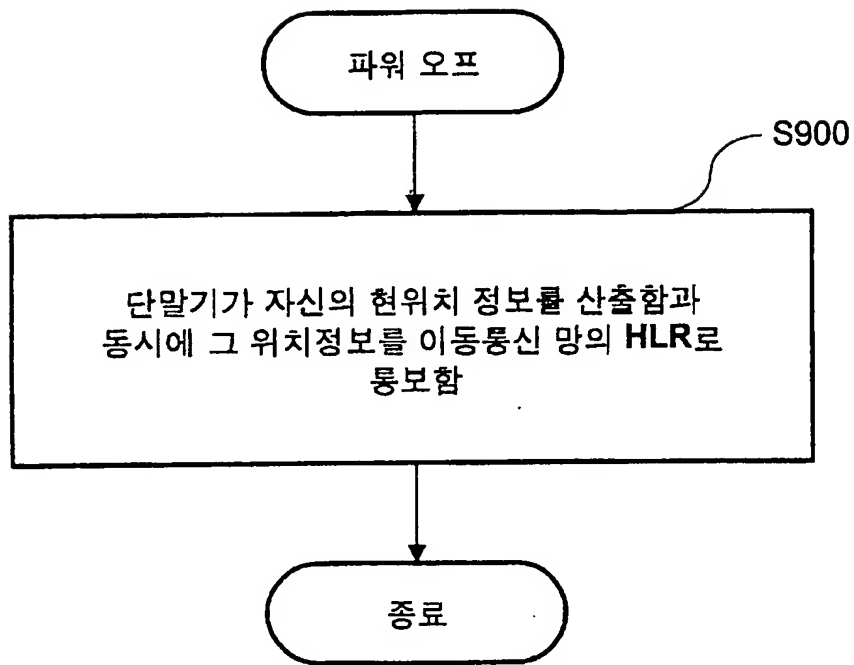 파워 오프
S900
단말기가 자신의 현위치 정보를 산출함과
동시에 그 위치정보를 이동통신 망의 HLR로
통보함
종료